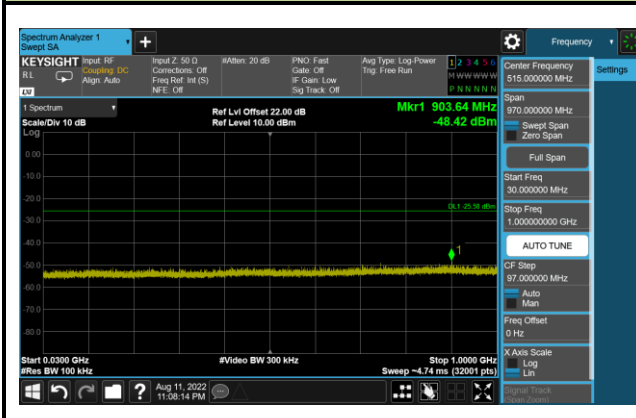 Spectrum Analyzer 1
Swept SA
Frequency
KEYSIGHT
RL
LXI
Input: RF
Coupling: DC
Align: Auto
Input Z: 50 Ω
Corrections: Off
Freq Ref: Int (S)
NFE: Off
#Atten: 20 dB
PNO: Fast
Gate: Off
IF Gain: Low
Sig Track: Off
Avg Type: Log-Power
Trig: Free Run
1 2 3 4 5 6
M W W W W W
P N N N N N
Center Frequency
515.000000 MHz
Settings
1 Spectrum
Scale/Div 10 dB
Log
Ref Lvl Offset 22.00 dB
Ref Level 10.00 dBm
Mkr1 903.64 MHz
-48.42 dBm
Span
970.000000 MHz
Swept Span
Zero Span
Full Span
Start Freq
30.000000 MHz
Stop Freq
1.000000000 GHz
AUTO TUNE
CF Step
97.000000 MHz
Auto
Man
Freq Offset
0 Hz
X Axis Scale
Log
Lin
Signal Track
(Span Zoom)
0.00
-10.0
-20.0
DL1 -25.58 dBm
-30.0
-40.0
1
-50.0
-60.0
-70.0
-80.0
Start 0.0300 GHz
#Res BW 100 kHz
#Video BW 300 kHz
Stop 1.0000 GHz
Sweep ~4.74 ms (32001 pts)
?
Aug 11, 2022
11:08:14 PM